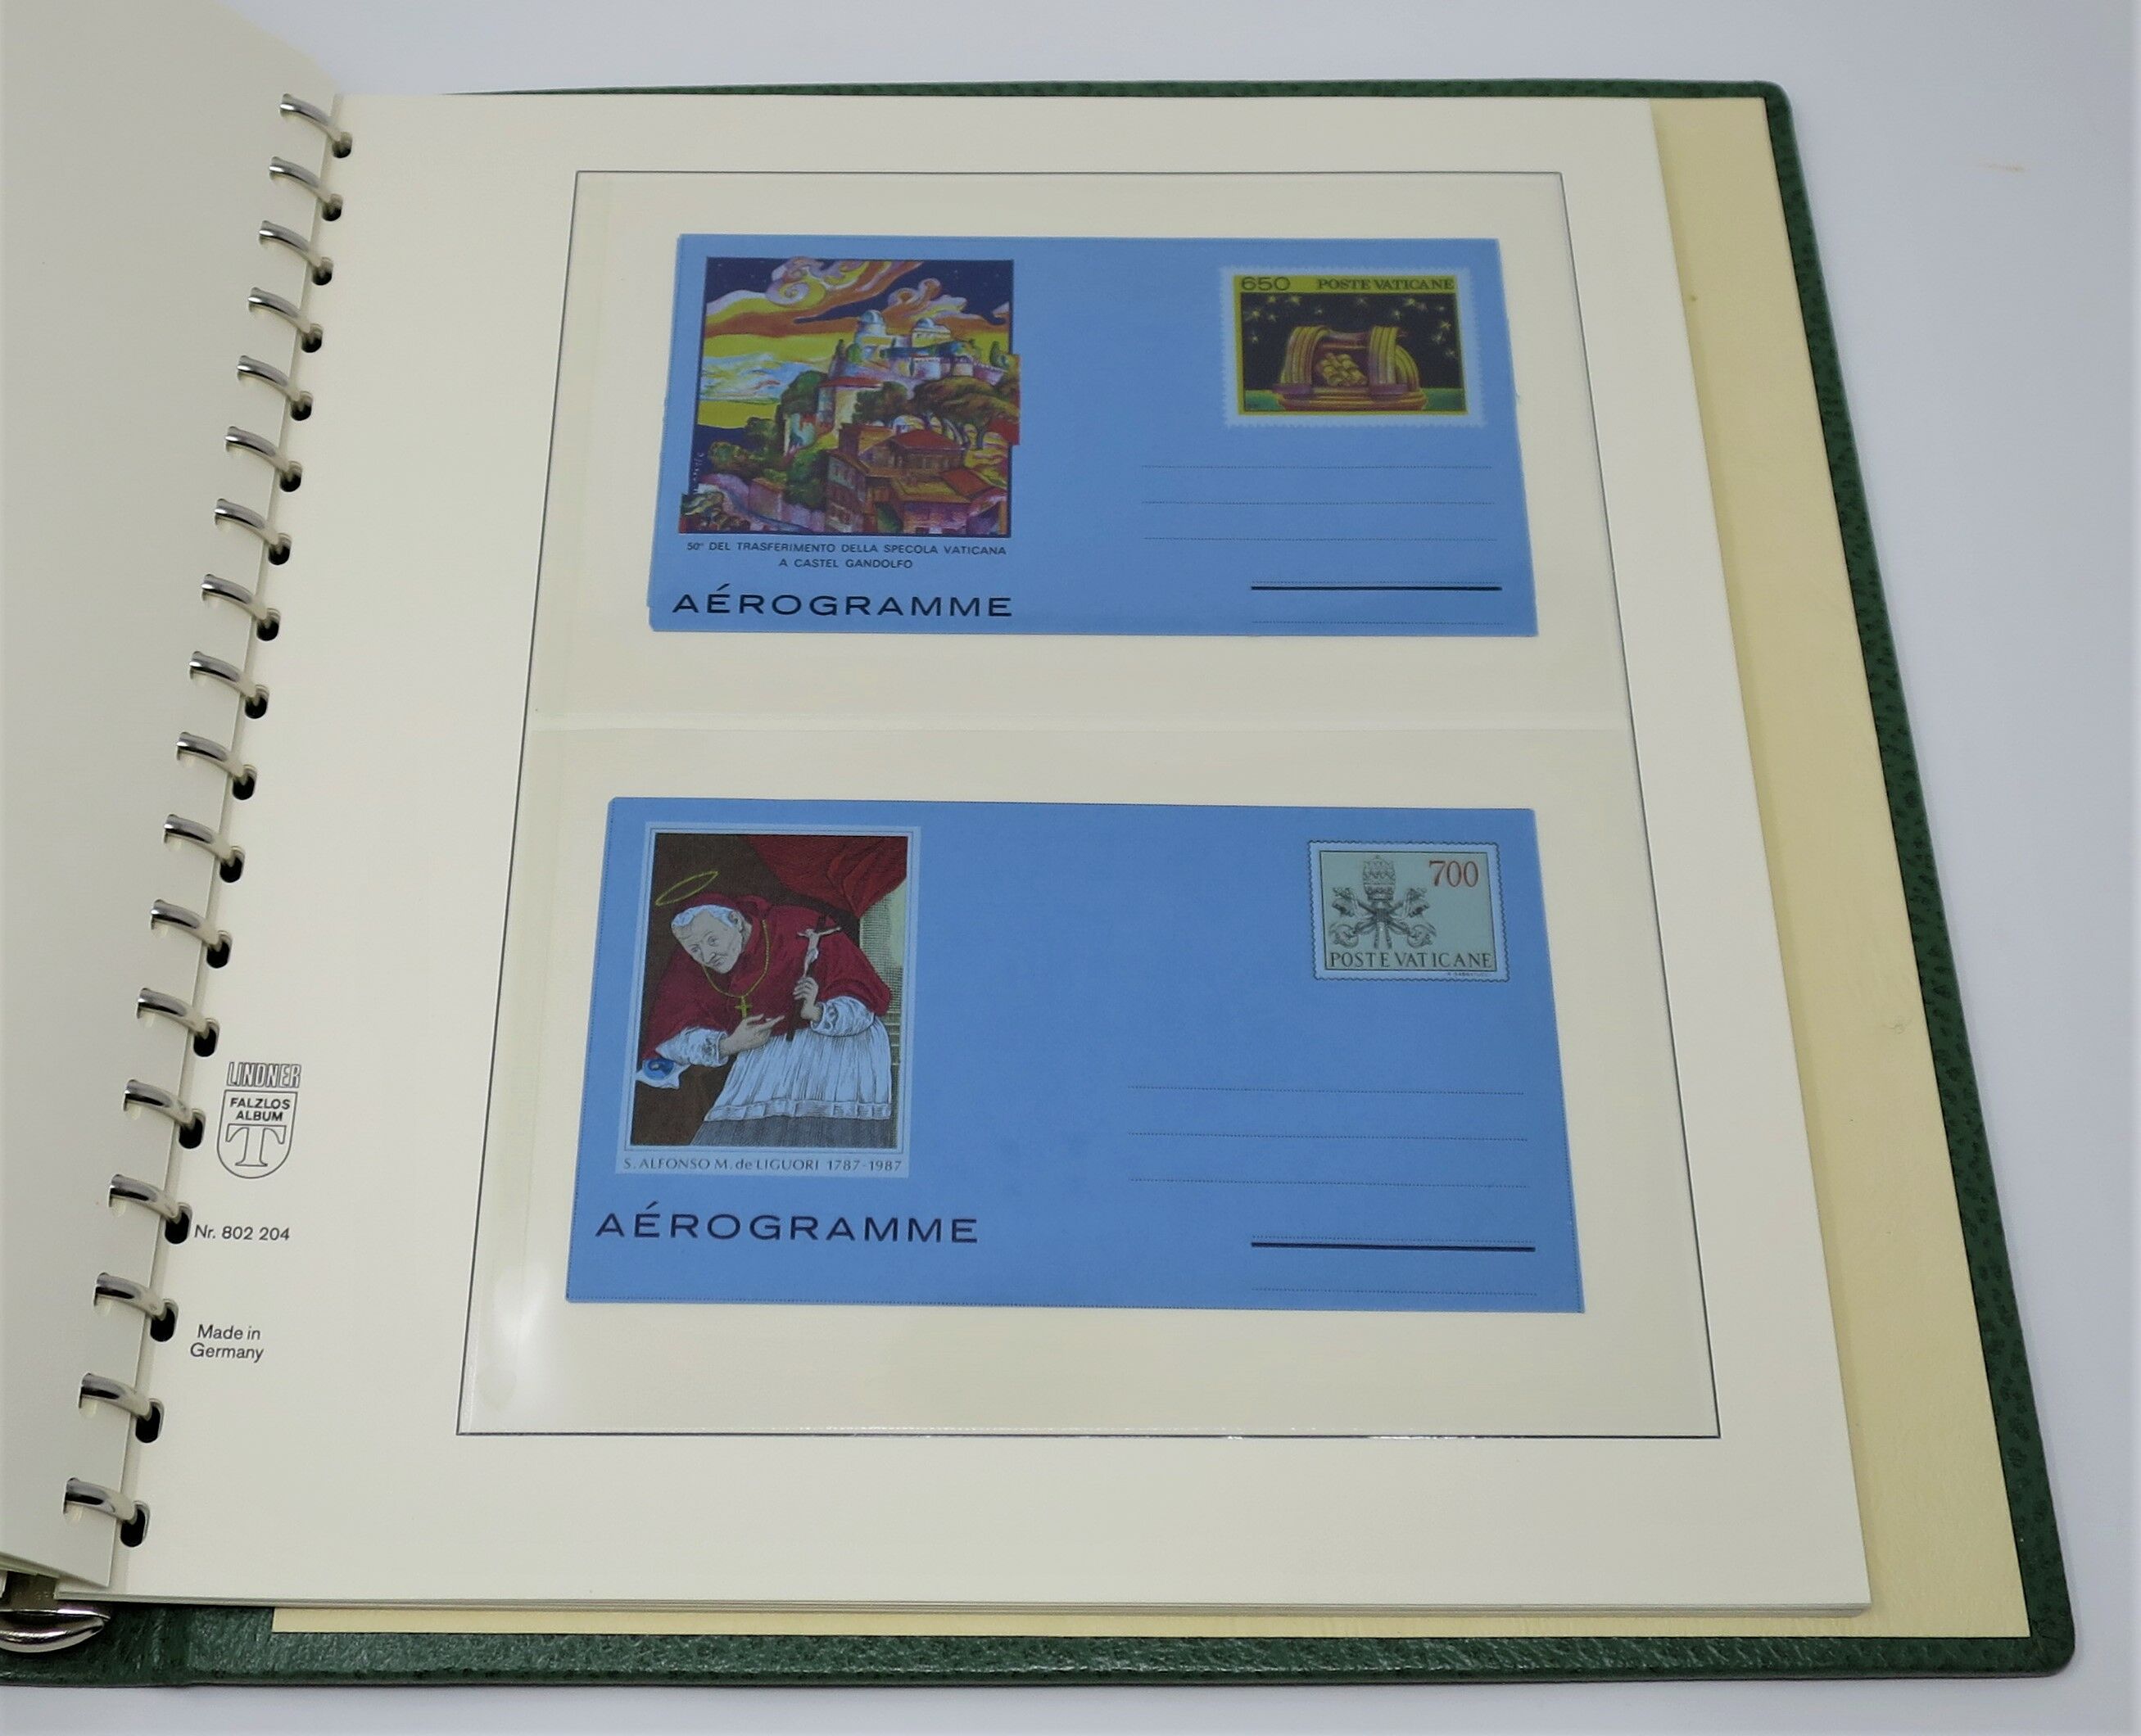 650 POSTE VATICANE
50° DEL TRASFERIMENTO DELLA SPECOLA VATICANA
A CASTEL GANDOLFO
AÉROGRAMME
700
POSTE VATICANE
S. ALFONSO M. de LIGUORI 1787-1987
AÉROGRAMME
LINDNER
FALZLOS
ALBUM
T
Nr. 802 204
Made in
Germany